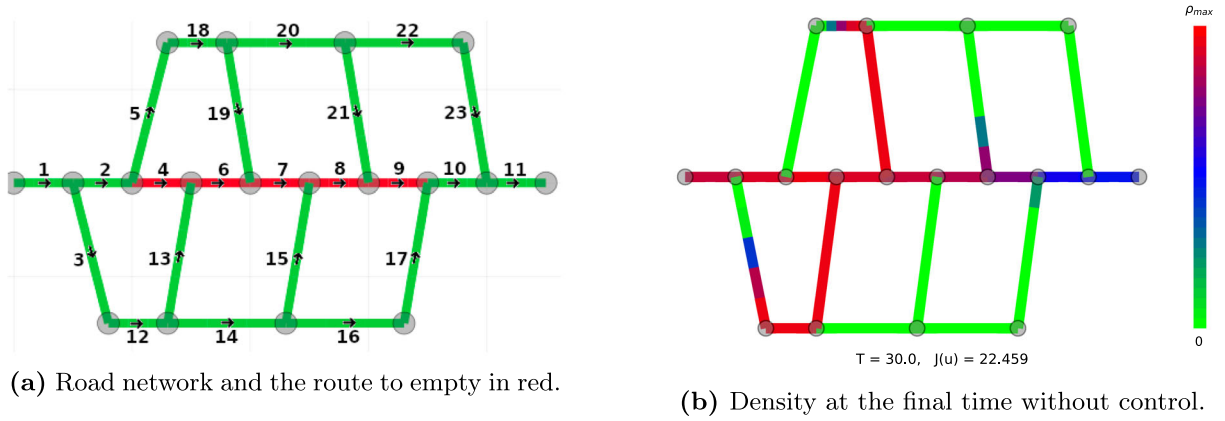 18 20 22
5 19 21 23
1 2 4 6 7 8 9 10 11
3 13 15 17
12 14 16
(a) Road network and the route to empty in red.
ρmax
0
T = 30.0, J(u) = 22.459
(b) Density at the final time without control.